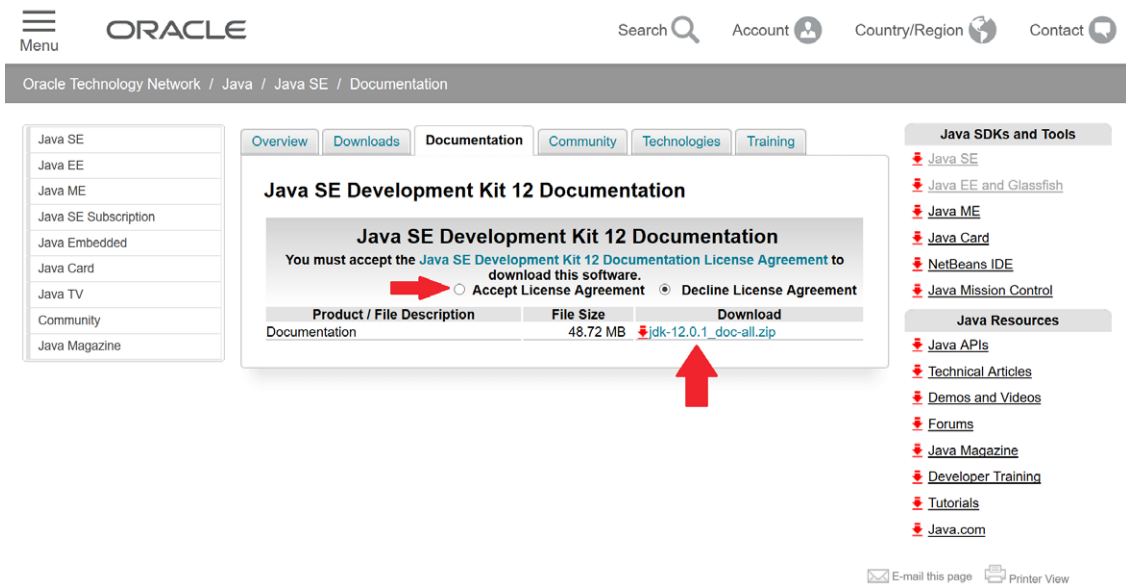 Menu
ORACLE
Search
Account
Country/Region
Contact
Oracle Technology Network / Java / Java SE / Documentation
Java SE
Java EE
Java ME
Java SE Subscription
Java Embedded
Java Card
Java TV
Community
Java Magazine
Overview
Downloads
Documentation
Community
Technologies
Training
Java SE Development Kit 12 Documentation
Java SE Development Kit 12 Documentation
You must accept the Java SE Development Kit 12 Documentation License Agreement to
download this software.
Accept License Agreement Decline License Agreement
Product / File Description File Size Download
Documentation 48.72 MB jdk-12.0.1_doc-all.zip
Java SDKs and Tools
Java SE
Java EE and Glassfish
Java ME
Java Card
NetBeans IDE
Java Mission Control
Java Resources
Java APIs
Technical Articles
Demos and Videos
Forums
Java Magazine
Developer Training
Tutorials
Java.com
E-mail this page Printer View